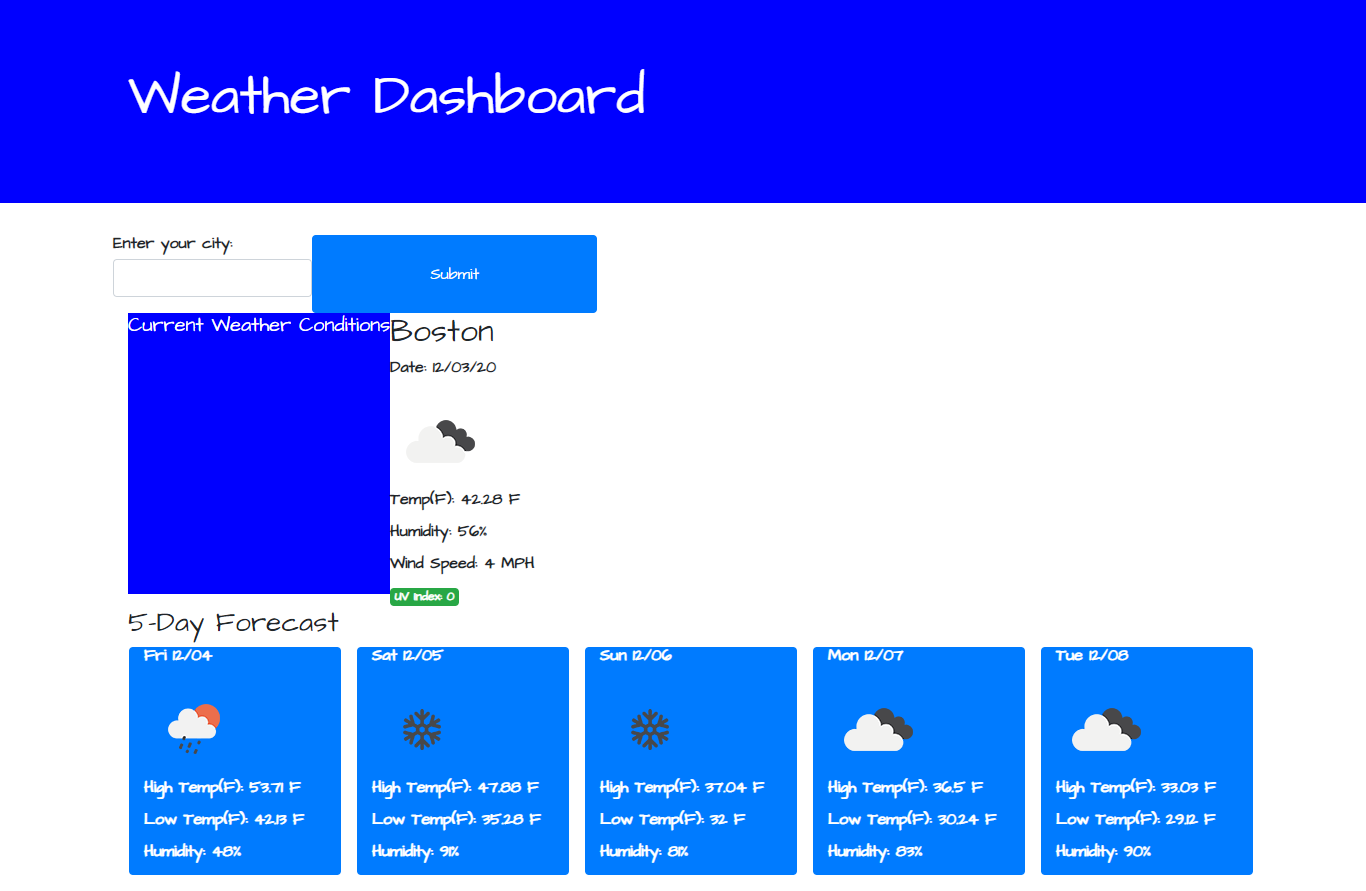 Weather Dashboard
Enter your city:
Submit
Current Weather Conditions
Boston
Date: 12/03/20
Temp(F): 42.28 F
Humidity: 56%
Wind Speed: 4 MPH
UV Index: 0
5-Day Forecast
Fri 12/04
High Temp(F): 53.71 F
Low Temp(F): 42.13 F
Humidity: 48%
Sat 12/05
High Temp(F): 47.88 F
Low Temp(F): 35.28 F
Humidity: 91%
Sun 12/06
High Temp(F): 37.04 F
Low Temp(F): 32 F
Humidity: 81%
Mon 12/07
High Temp(F): 36.5 F
Low Temp(F): 30.24 F
Humidity: 83%
Tue 12/08
High Temp(F): 33.03 F
Low Temp(F): 29.12 F
Humidity: 90%